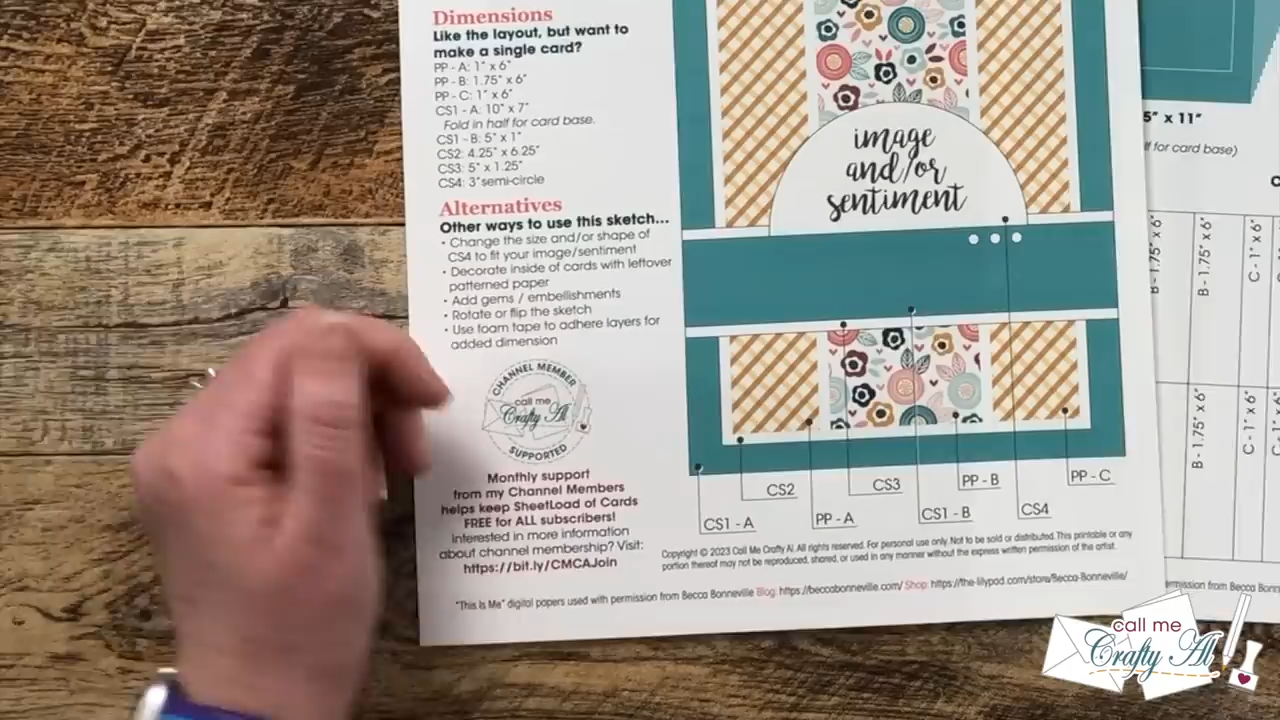 Dimensions
Like the layout, but want to
make a single card?
PP - A: 1" x 6"
PP - B: 1.75" x 6"
PP - C: 1" x 6"
CS1 - A: 10" x 7"
Fold in half for card base.
CS1 - B: 5" x 1"
CS2: 4.25" x 6.25"
CS3: 5" x 1.25"
CS4: 3" semi-circle
Alternatives
Other ways to use this sketch...
• Change the size and/or shape of
CS4 to fit your image/sentiment
• Decorate inside of cards with leftover
patterned paper
• Add gems / embellishments
• Rotate or flip the sketch
• Use foam tape to adhere layers for
added dimension
CHANNEL MEMBER
call me
Crafty Al
SUPPORTED
Monthly support
from my Channel Members
helps keep SheetLoad of Cards
FREE for ALL subscribers!
Interested in more information
about channel membership? Visit:
https://bit.ly/CMCAJoin
image
and/or
sentiment
CS2
CS3
PP - B
PP - C
CS1 - A
PP - A
CS1 - B
CS4
Copyright © 2023 Call Me Crafty Al. All rights reserved. For personal use only. Not to be sold or distributed. This printable or any
portion thereof may not be reproduced, shared, or used in any manner without the express written permission of the artist.
"This Is Me" digital papers used with permission from Becca Bonneville Blog: https://beccabonneville.com/ Shop: https://the-lilypad.com/store/Becca-Bonneville/
5" x 11"
f for card base)
B - 1.75" x 6"
B - 1.75" x 6"
C - 1" x 6"
B - 1.75" x 6"
C - 1" x 6"
permission from Becca Bonneville
call me
Crafty Al